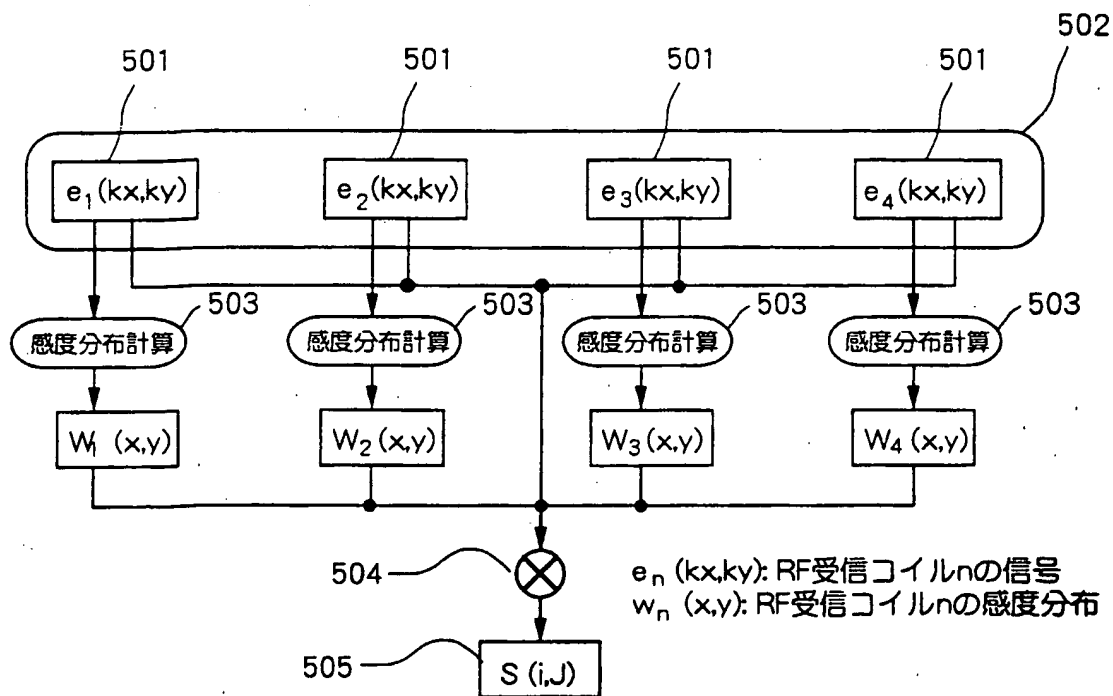 502
501 501 501 501
e₁(kx,ky) e₂(kx,ky) e₃(kx,ky) e₄(kx,ky)
503 503 503 503
感度分布計算 感度分布計算 感度分布計算 感度分布計算
W₁ (x,y) W₂ (x,y) W₃ (x,y) W₄ (x,y)
504
eₙ (kx,ky): RF受信コイルnの信号
wₙ (x,y): RF受信コイルnの感度分布
505 S (i,J)